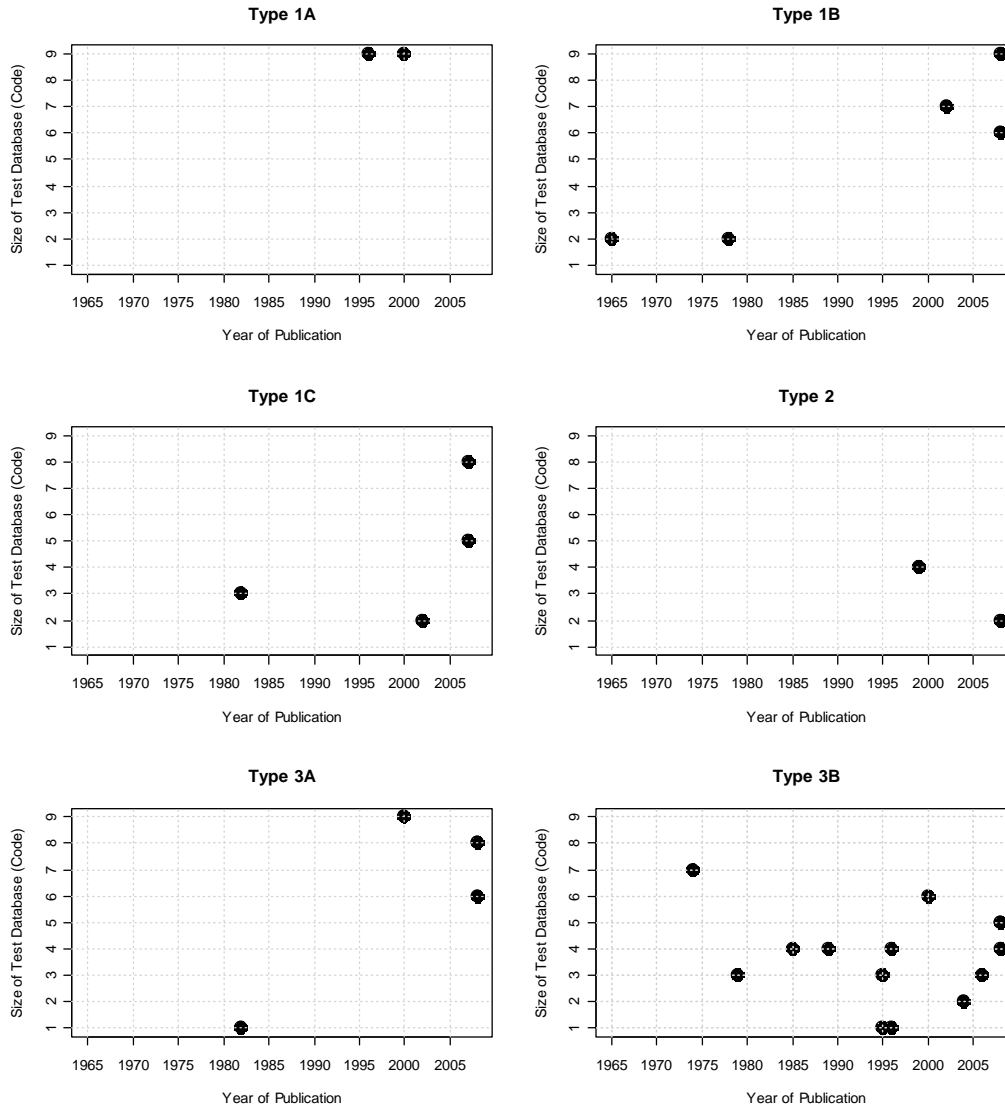 Type 1A
Size of Test Database (Code)
9
8
7
6
5
4
3
2
1
1965 1970 1975 1980 1985 1990 1995 2000 2005
Year of Publication
Type 1B
Size of Test Database (Code)
9
8
7
6
5
4
3
2
1
1965 1970 1975 1980 1985 1990 1995 2000 2005
Year of Publication
Type 1C
Size of Test Database (Code)
9
8
7
6
5
4
3
2
1
1965 1970 1975 1980 1985 1990 1995 2000 2005
Year of Publication
Type 2
Size of Test Database (Code)
9
8
7
6
5
4
3
2
1
1965 1970 1975 1980 1985 1990 1995 2000 2005
Year of Publication
Type 3A
Size of Test Database (Code)
9
8
7
6
5
4
3
2
1
1965 1970 1975 1980 1985 1990 1995 2000 2005
Year of Publication
Type 3B
Size of Test Database (Code)
9
8
7
6
5
4
3
2
1
1965 1970 1975 1980 1985 1990 1995 2000 2005
Year of Publication